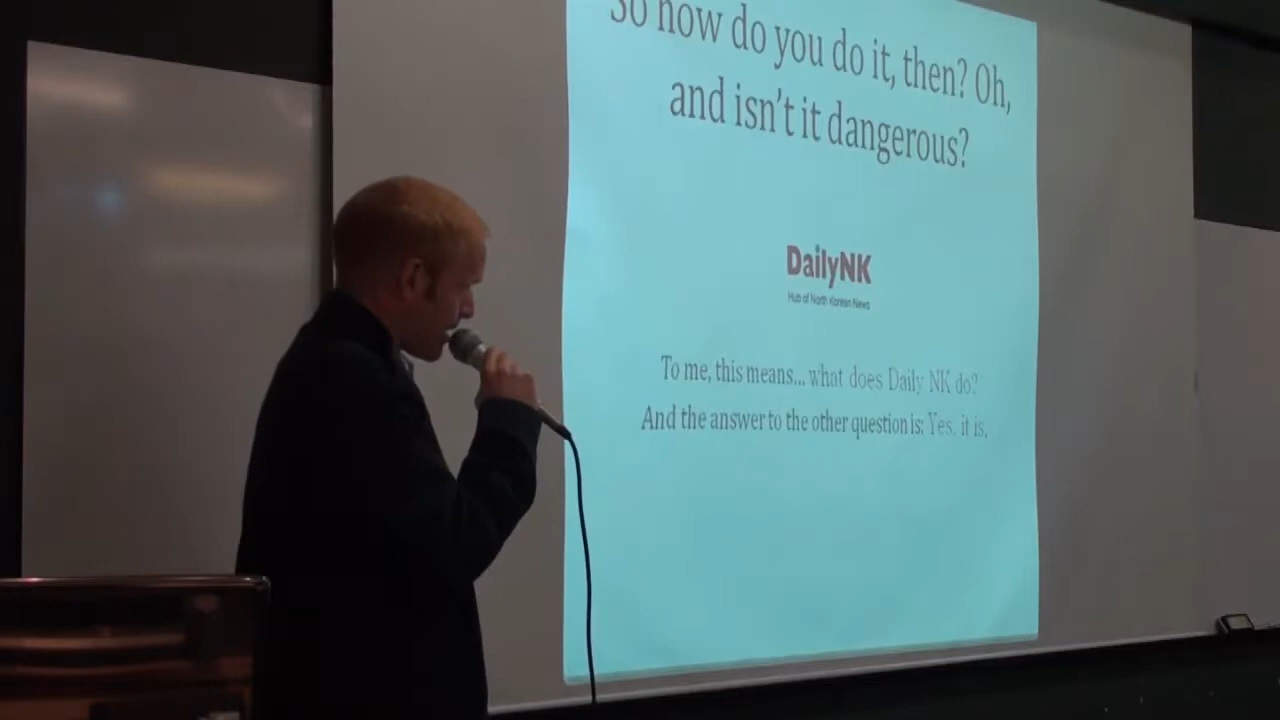 So how do you do it, then? Oh,
and isn't it dangerous?
DailyNK
Hub of North Korean News
To me, this means... what does Daily NK do?
And the answer to the other question is: Yes, it is.